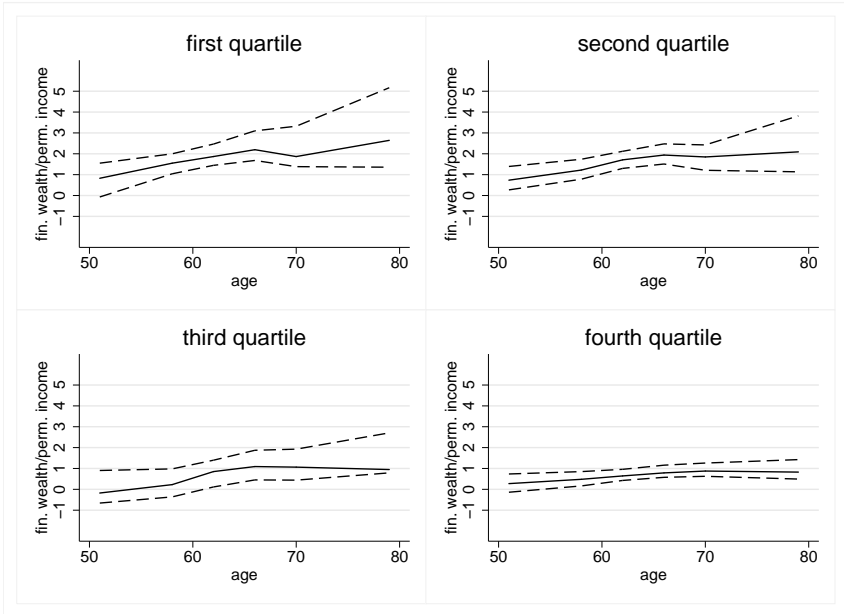 first quartile
fin. wealth/perm. income
5
4
3
2
1
0
−1
50 60 70 80
age
second quartile
fin. wealth/perm. income
5
4
3
2
1
0
−1
50 60 70 80
age
third quartile
fin. wealth/perm. income
5
4
3
2
1
0
−1
50 60 70 80
age
fourth quartile
fin. wealth/perm. income
5
4
3
2
1
0
−1
50 60 70 80
age